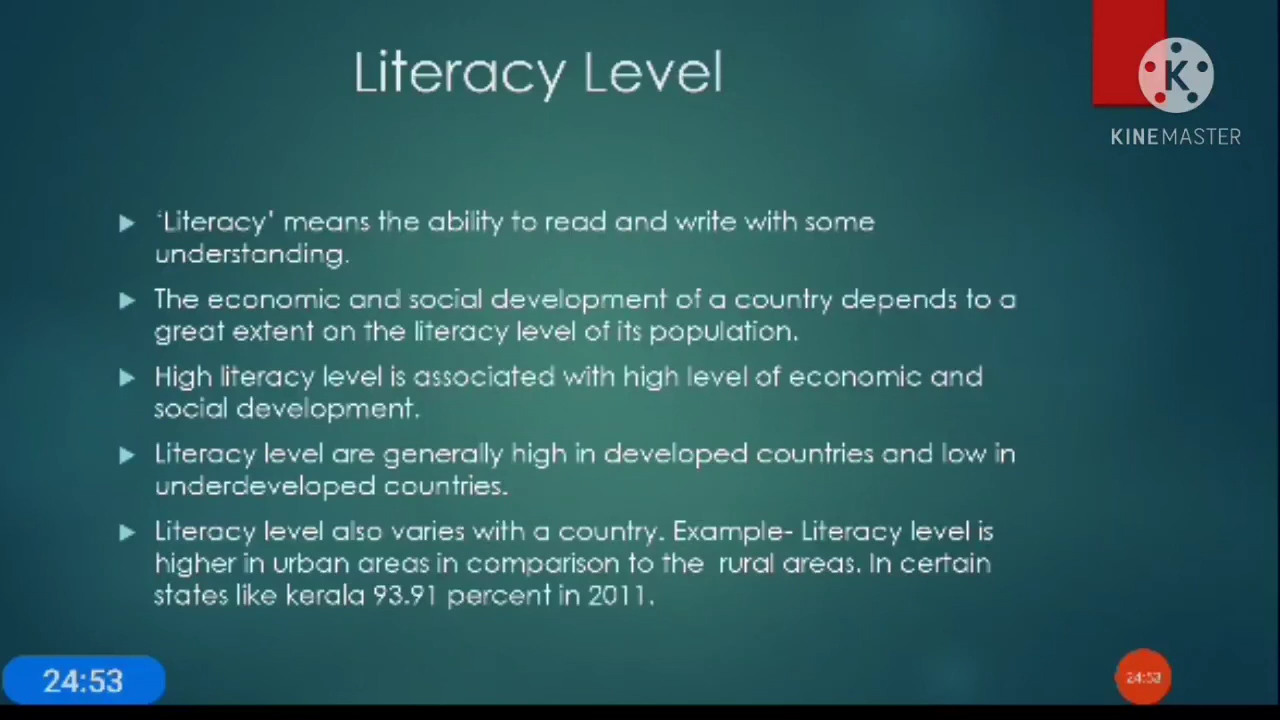 Literacy Level
K
KINEMASTER
‘Literacy’ means the ability to read and write with some
understanding.
The economic and social development of a country depends to a
great extent on the literacy level of its population.
High literacy level is associated with high level of economic and
social development.
Literacy level are generally high in developed countries and low in
underdeveloped countries.
Literacy level also varies with a country. Example- Literacy level is
higher in urban areas in comparison to the rural areas. In certain
states like kerala 93.91 percent in 2011.
24:53
24:53